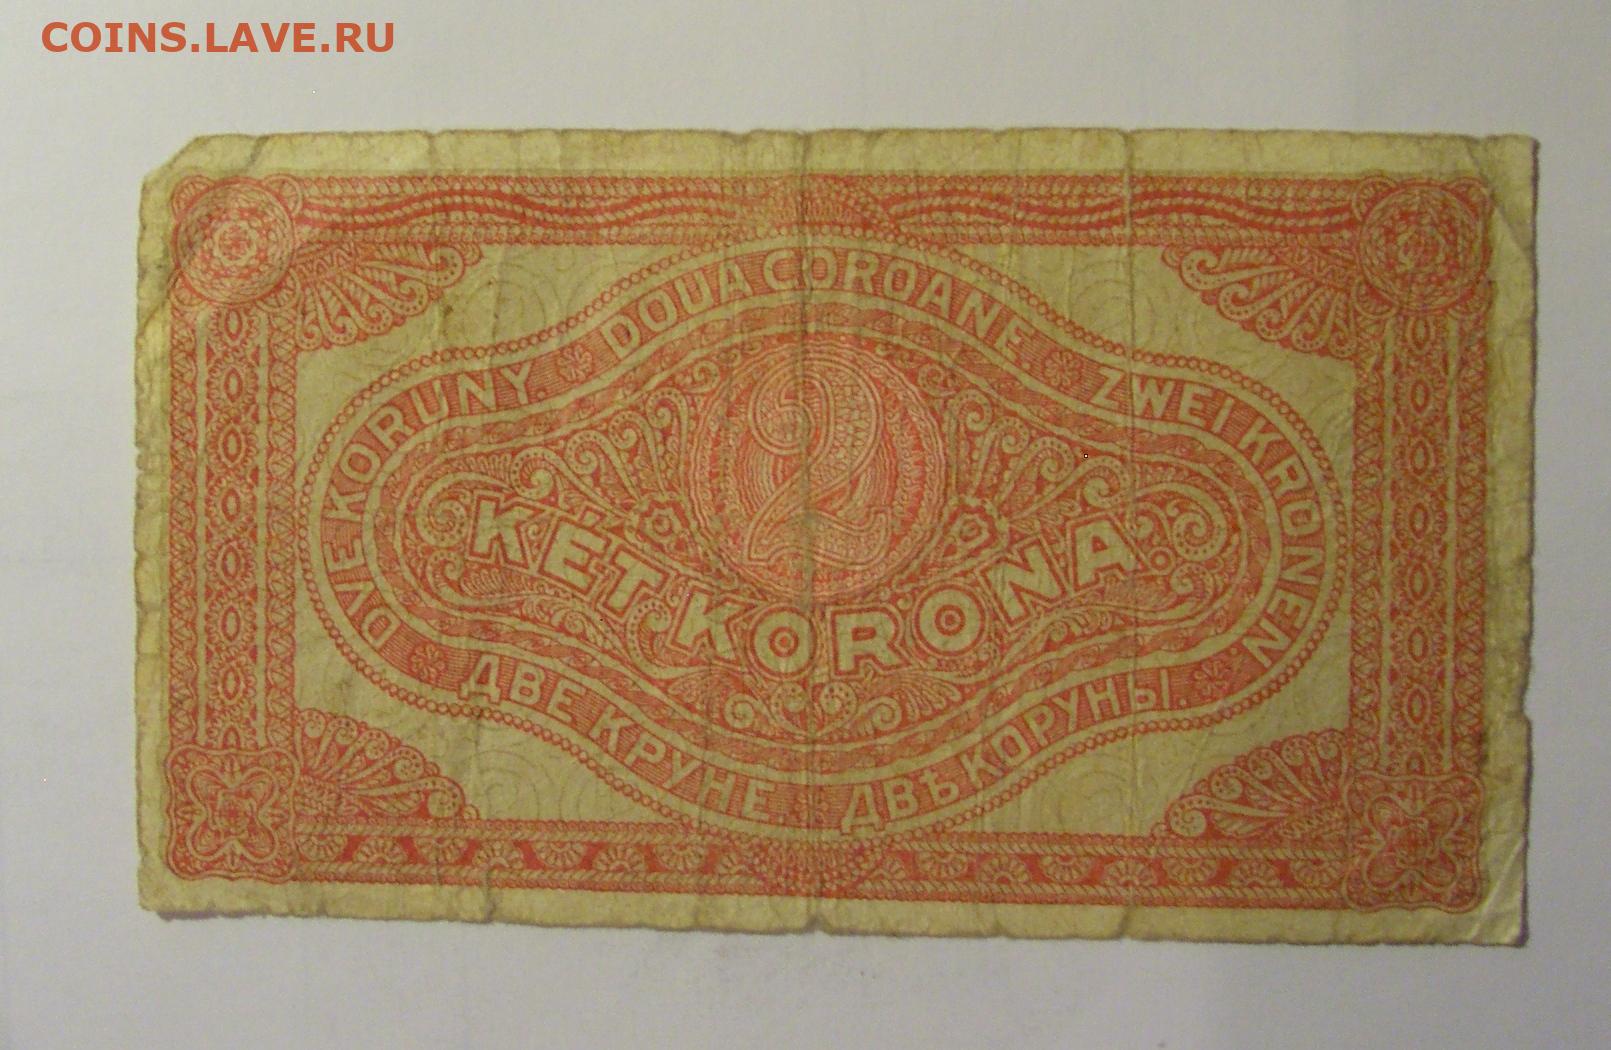 COINS.LAVE.RU
DVE KORUNY.
DOUA COROANE
ZWEI KRONEN.
2
KÉT KORONA.
ДВЕ КРУНЕ.
ДВѢ КОРУНЫ.